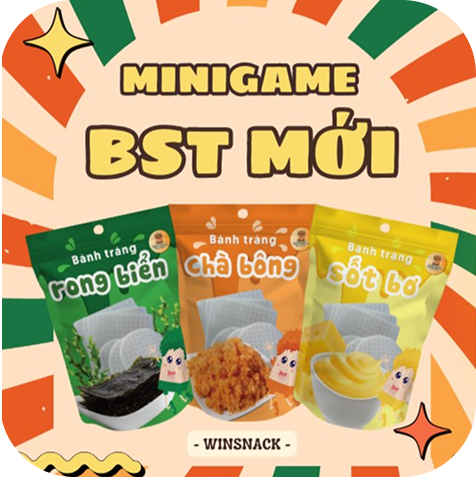 MINIGAME
BST MỚI
Bánh tráng
rong biển
Bánh tráng
chà bông
Bánh tráng
sốt bơ
- WINSNACK -